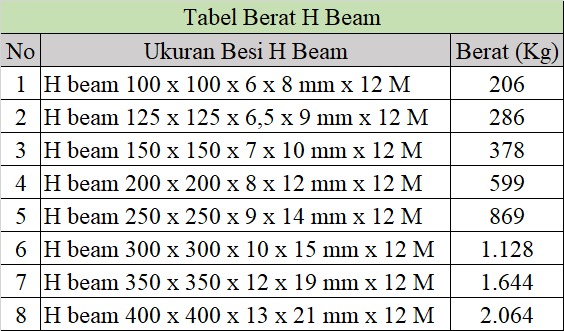 Tabel Berat H Beam
No Ukuran Besi H Beam Berat (Kg)
1 H beam 100 x 100 x 6 x 8 mm x 12 M 206
2 H beam 125 x 125 x 6,5 x 9 mm x 12 M 286
3 H beam 150 x 150 x 7 x 10 mm x 12 M 378
4 H beam 200 x 200 x 8 x 12 mm x 12 M 599
5 H beam 250 x 250 x 9 x 14 mm x 12 M 869
6 H beam 300 x 300 x 10 x 15 mm x 12 M 1.128
7 H beam 350 x 350 x 12 x 19 mm x 12 M 1.644
8 H beam 400 x 400 x 13 x 21 mm x 12 M 2.064